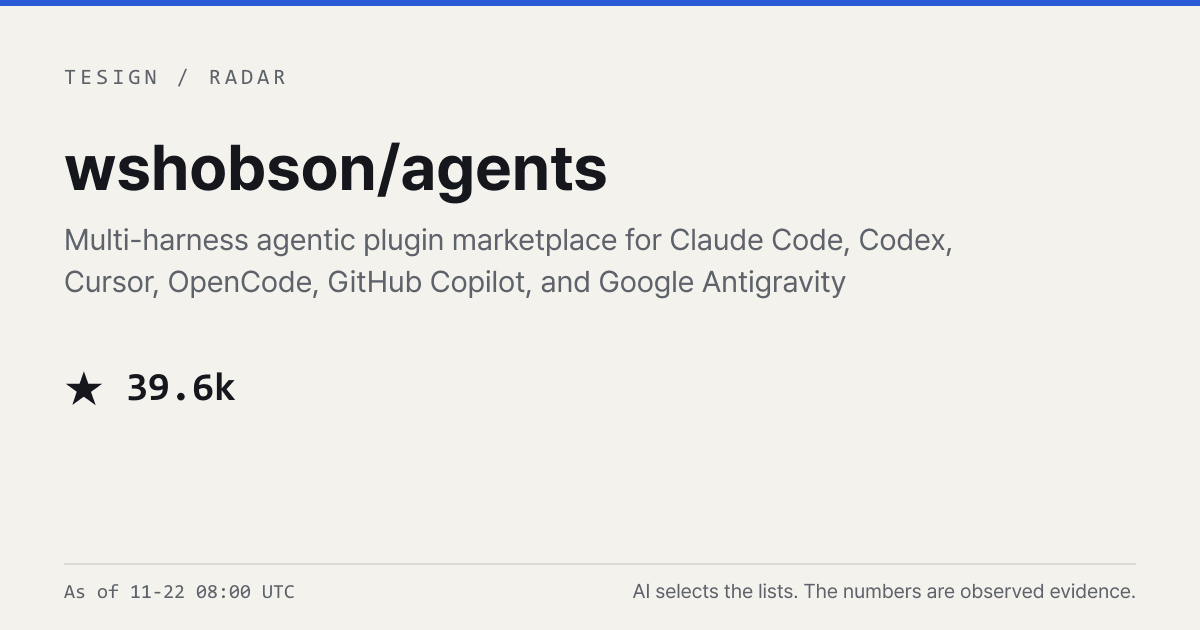 TESIGN / RADAR
wshobson/agents
Multi-harness agentic plugin marketplace for Claude Code, Codex,
Cursor, OpenCode, GitHub Copilot, and Google Antigravity
★ 39.6k
As of 11-22 08:00 UTC
AI selects the lists. The numbers are observed evidence.